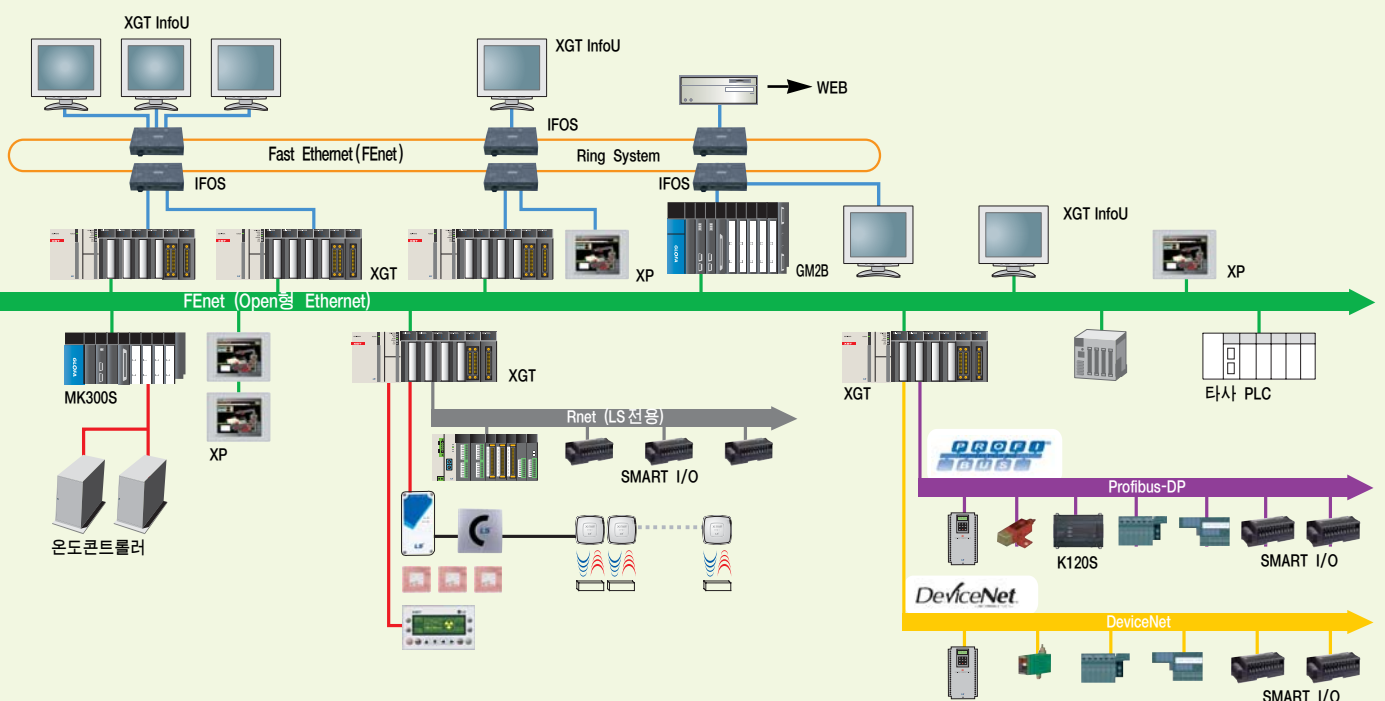 XGT InfoU
XGT InfoU
WEB
IFOS
Fast Ethernet (FEnet)
Ring System
IFOS
IFOS
XGT InfoU
XGT
XP
GM2B
XP
FEnet (Open형 Ethernet)
MK300S
XP
온도콘트롤러
XGT
Rnet (LS전용)
SMART I/O
LS
LS
XGT
타사 PLC
PROFI
BUS
Profibus-DP
K120S
SMART I/O
DeviceNet
DeviceNet
SMART I/O